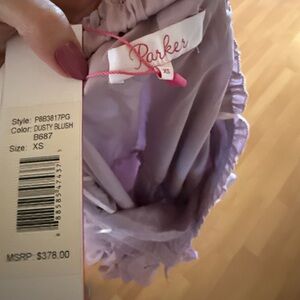 Parker
XS
Style: P8B3817PG
Color: DUSTY BLUSH
B687
Size: XS
MSRP: $378.00